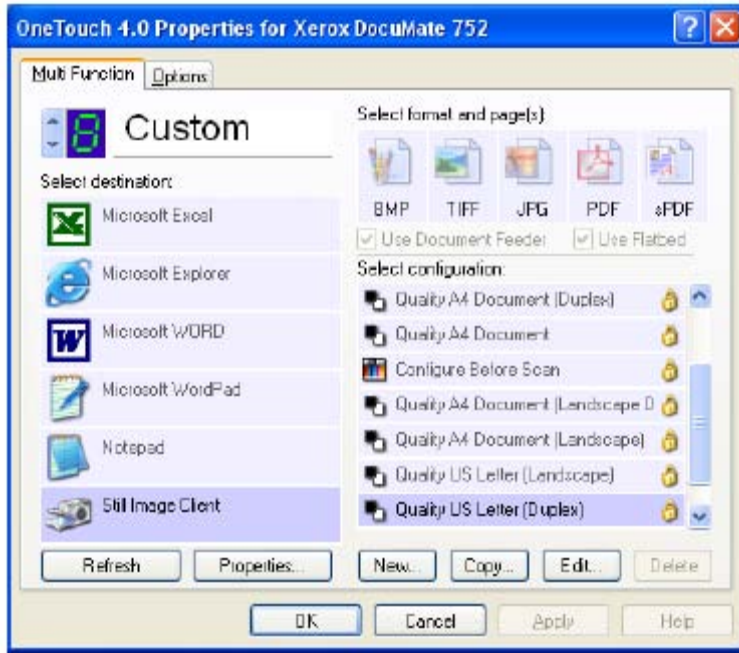 OneTouch 4.0 Properties for Xerox DocuMate 752
Multi Function
Options
8
Custom
Select destination:
Microsoft Excel
Microsoft Explorer
Microsoft WORD
Microsoft WordPad
Notepad
Still Image Client
Refresh
Properties...
Select format and page(s)
BMP
TIFF
JPG
PDF
sPDF
Use Document Feeder
Use Flatbed
Select configuration:
Quality A4 Document (Duplex)
Quality A4 Document
Configure Before Scan
Quality A4 Document (Landscape D
Quality A4 Document (Landscape)
Quality US Letter (Landscape)
Quality US Letter (Duplex)
New...
Copy...
Edit...
Delete
OK
Cancel
Apply
Help